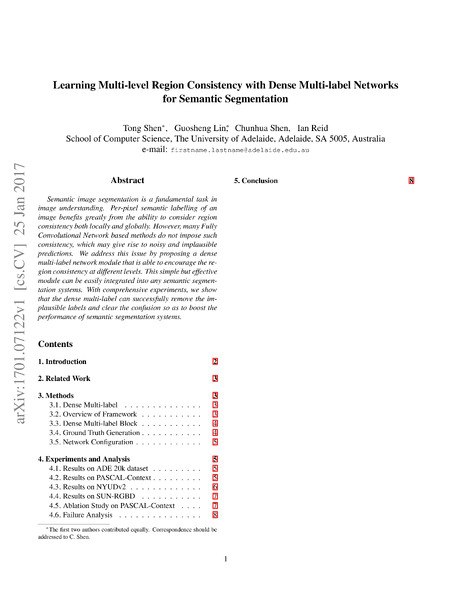 Learning Multi-level Region Consistency with Dense Multi-label Networks
for Semantic Segmentation
Tong Shen*, Guosheng Lin*, Chunhua Shen, Ian Reid
School of Computer Science, The University of Adelaide, Adelaide, SA 5005, Australia
e-mail: firstname.lastname@adelaide.edu.au
arXiv:1701.07122v1 [cs.CV] 25 Jan 2017
Abstract
Semantic image segmentation is a fundamental task in
image understanding. Per-pixel semantic labelling of an
image benefits greatly from the ability to consider region
consistency both locally and globally. However, many Fully
Convolutional Network based methods do not impose such
consistency, which may give rise to noisy and implausible
predictions. We address this issue by proposing a dense
multi-label network module that is able to encourage the re-
gion consistency at different levels. This simple but effective
module can be easily integrated into any semantic segmen-
tation systems. With comprehensive experiments, we show
that the dense multi-label can successfully remove the im-
plausible labels and clear the confusion so as to boost the
performance of semantic segmentation systems.
Contents
1. Introduction 2
2. Related Work 3
3. Methods 3
3.1. Dense Multi-label . . . . . . . . . . . . . . 3
3.2. Overview of Framework . . . . . . . . . . . 3
3.3. Dense Multi-label Block . . . . . . . . . . . 4
3.4. Ground Truth Generation . . . . . . . . . . . 4
3.5. Network Configuration . . . . . . . . . . . . 5
4. Experiments and Analysis 5
4.1. Results on ADE 20k dataset . . . . . . . . . 5
4.2. Results on PASCAL-Context . . . . . . . . . 5
4.3. Results on NYUDv2 . . . . . . . . . . . . . 6
4.4. Results on SUN-RGBD . . . . . . . . . . . 7
4.5. Ablation Study on PASCAL-Context . . . . 7
4.6. Failure Analysis . . . . . . . . . . . . . . . 8
*The first two authors contributed equally. Correspondence should be
addressed to C. Shen.
5. Conclusion 8
1